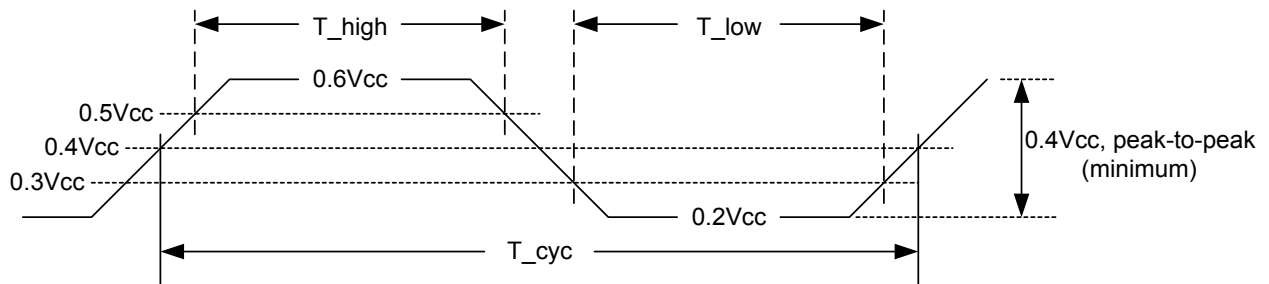 T_high
T_low
0.6Vcc
0.5Vcc
0.4Vcc
0.4Vcc, peak-to-peak
(minimum)
0.3Vcc
0.2Vcc
T_cyc